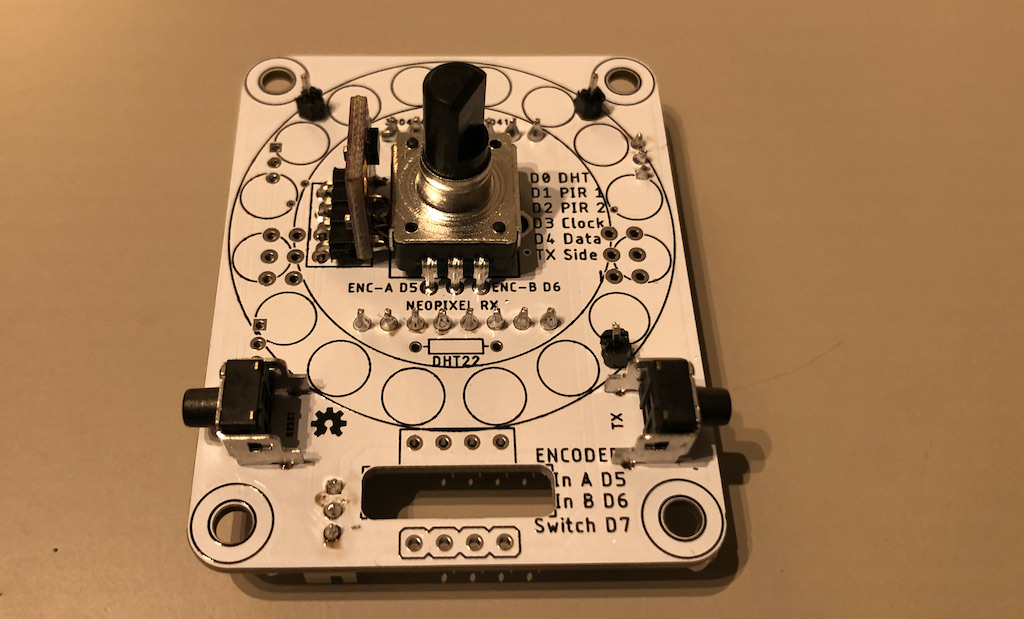 D0 DHT
D1 PIR 1
D2 PIR 2
D3 Clock
D4 Data
TX Side
ENC-A D5
ENC-B D6
NEOPIXEL RX
DHT22
RESET
TX
ENCODER
In A D5
In B D6
Switch D7